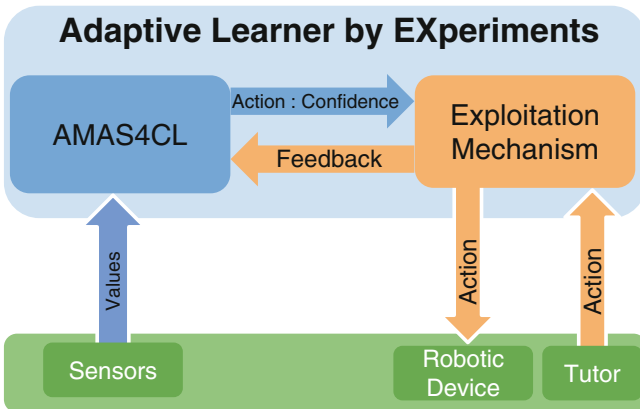 Adaptive Learner by EXperiments
AMAS4CL
Action : Confidence
Feedback
Exploitation
Mechanism
Values
Action
Action
Sensors
Robotic
Device
Tutor